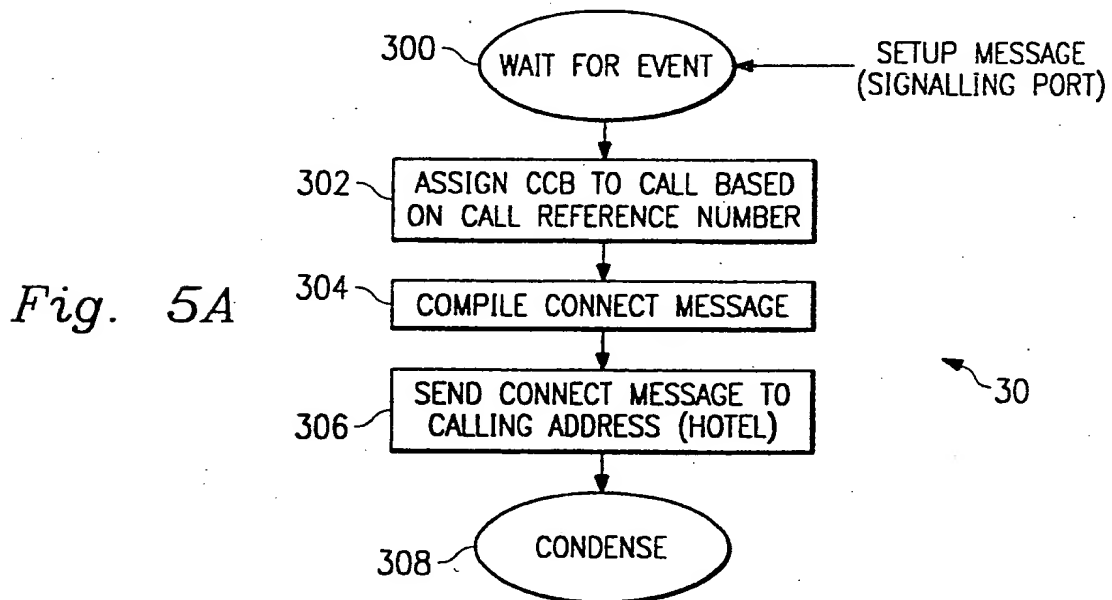 300
WAIT FOR EVENT
SETUP MESSAGE
(SIGNALLING PORT)
302
ASSIGN CCB TO CALL BASED
ON CALL REFERENCE NUMBER
Fig. 5A
304
COMPILE CONNECT MESSAGE
306
SEND CONNECT MESSAGE TO
CALLING ADDRESS (HOTEL)
30
308
CONDENSE